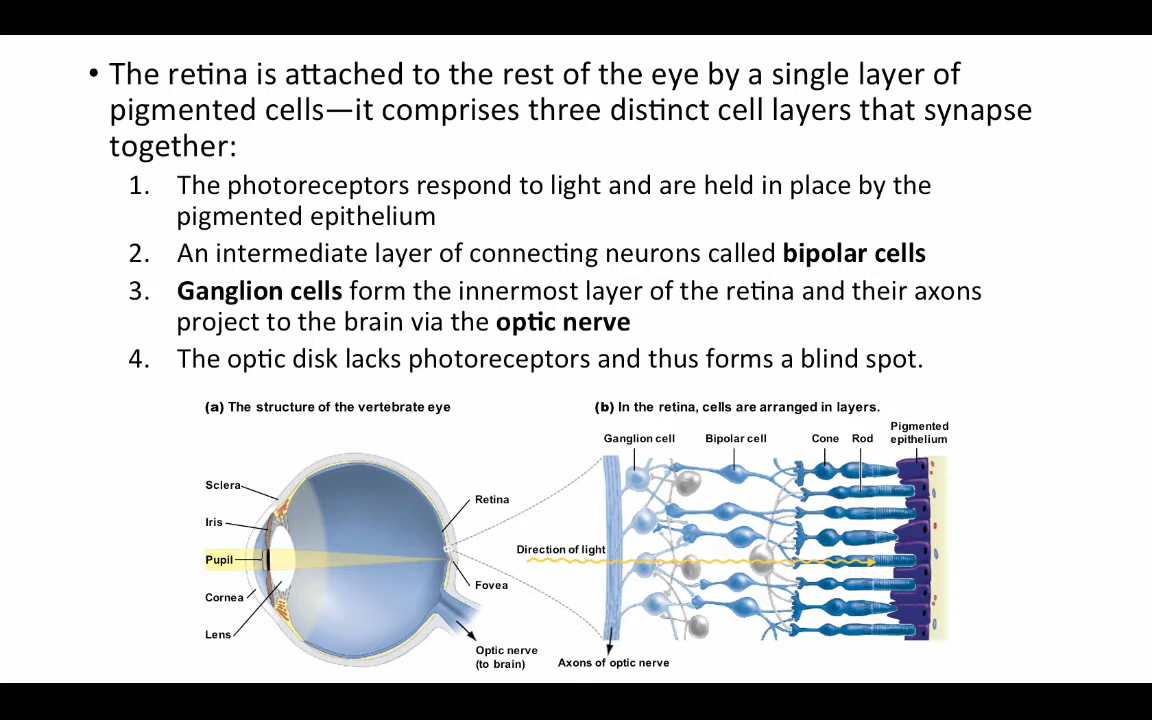 • The retina is attached to the rest of the eye by a single layer of
pigmented cells—it comprises three distinct cell layers that synapse
together:
1. The photoreceptors respond to light and are held in place by the
pigmented epithelium
2. An intermediate layer of connecting neurons called bipolar cells
3. Ganglion cells form the innermost layer of the retina and their axons
project to the brain via the optic nerve
4. The optic disk lacks photoreceptors and thus forms a blind spot.
(a) The structure of the vertebrate eye
Sclera
Iris
Pupil
Cornea
Lens
Retina
Fovea
Optic nerve
(to brain)
(b) In the retina, cells are arranged in layers.
Ganglion cell
Bipolar cell
Cone
Rod
Pigmented
epithelium
Direction of light
Axons of optic nerve